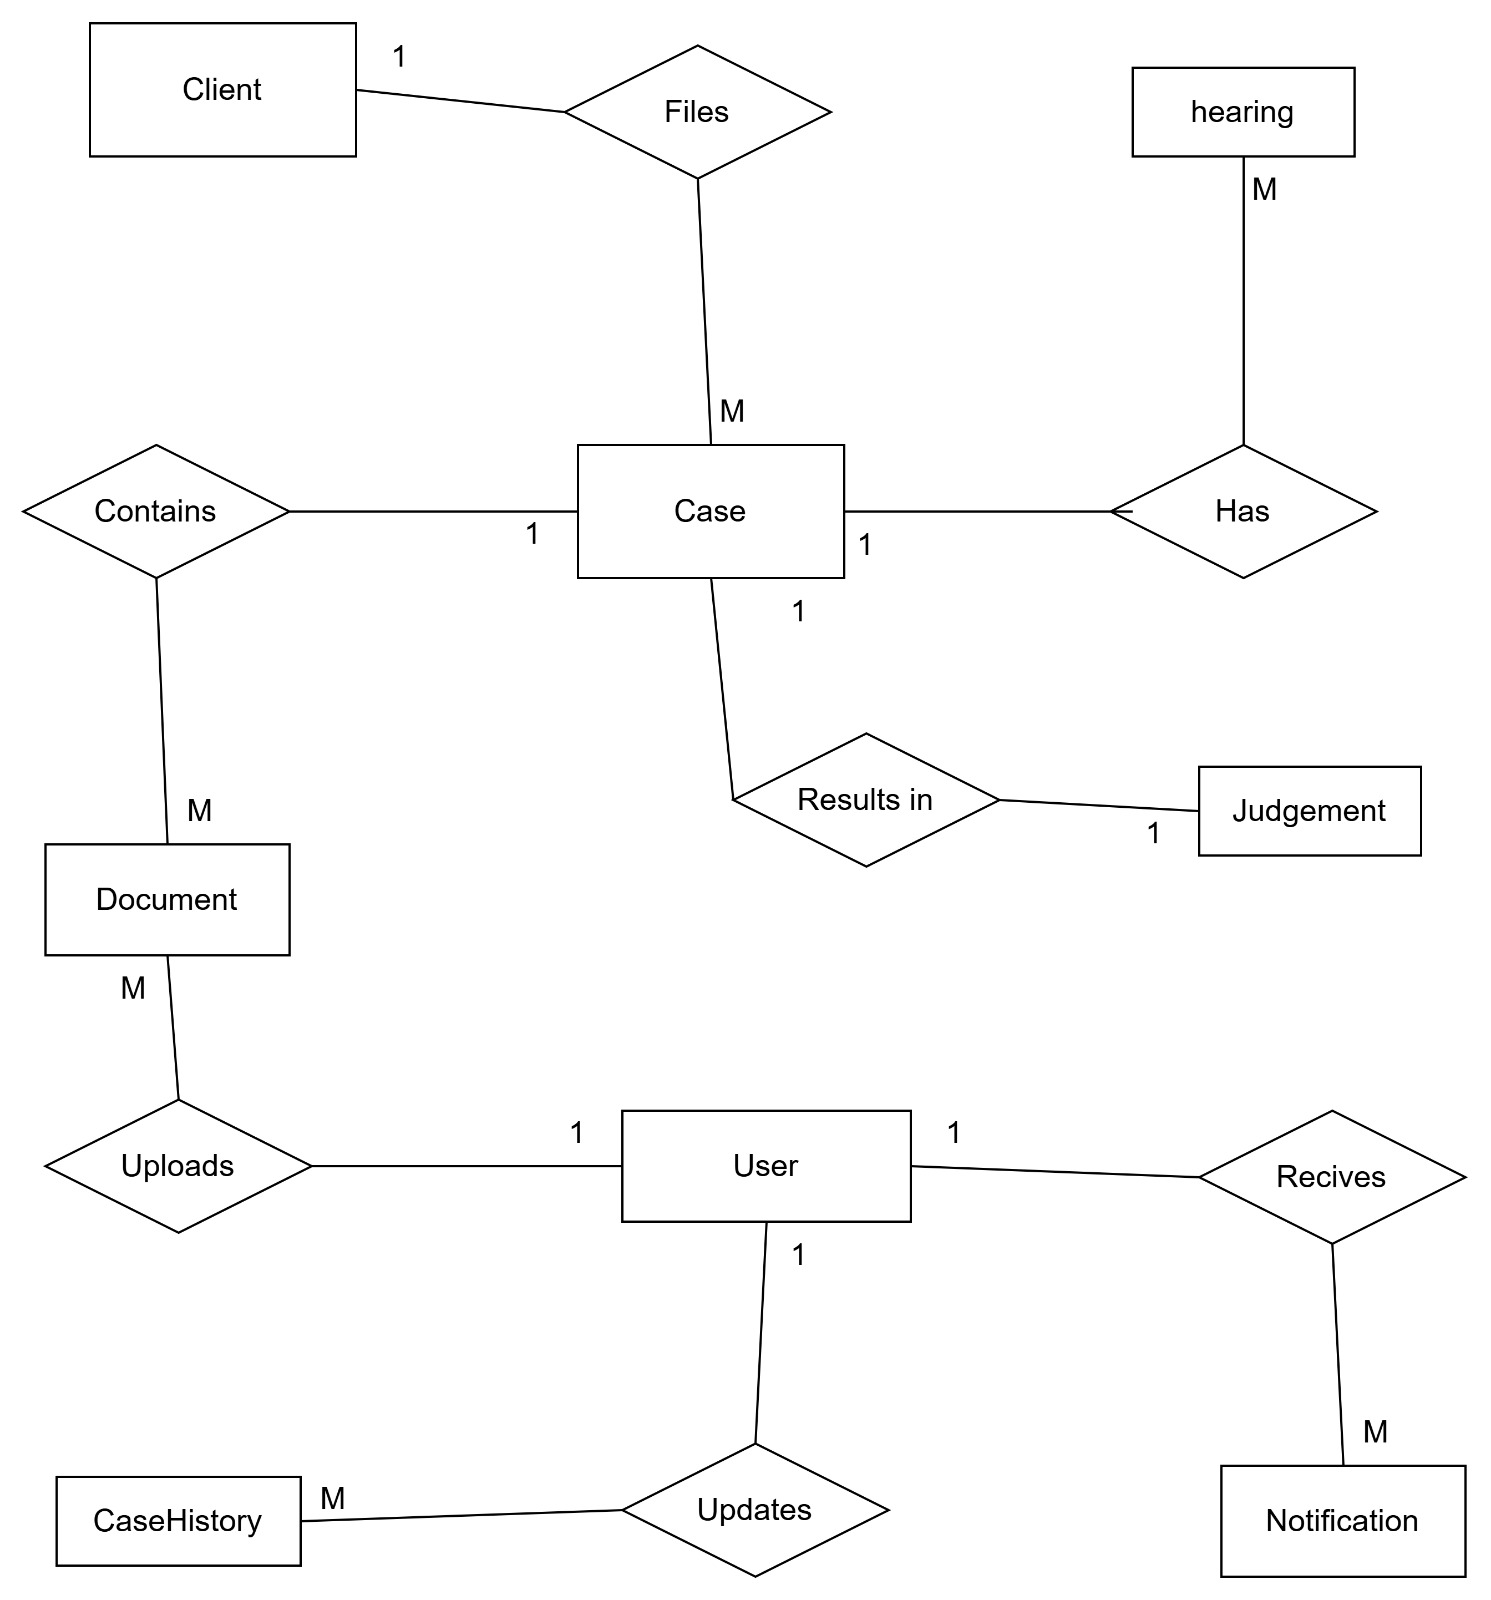 Client
1
Files
hearing
M
M
Contains
1
Case
1
Has
1
M
Results in
1
Judgement
Document
M
Uploads
1
User
1
Recives
1
M
CaseHistory
M
Updates
Notification